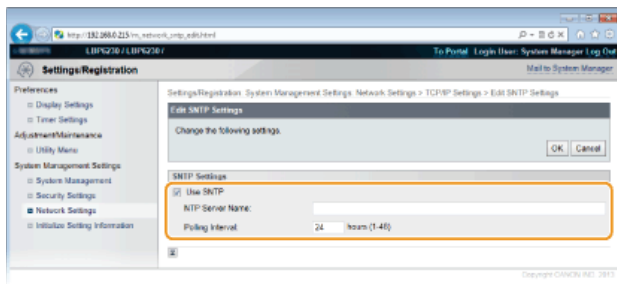 http://192.168.0.215/m_network_sntp_edit.html
LBP6230 / LBP6230 /
To Portal Login User: System Manager Log Out
Settings/Registration
Mail to System Manager
Preferences
Display Settings
Timer Settings
Adjustment/Maintenance
Utility Menu
System Management Settings
System Management
Security Settings
Network Settings
Initialize Setting Information
Settings/Registration: System Management Settings: Network Settings > TCP/IP Settings > Edit SNTP Settings
Edit SNTP Settings
Change the following settings.
OK Cancel
SNTP Settings
Use SNTP
NTP Server Name:
Polling Interval: 24 hours (1-48)
Copyright CANON INC. 2013